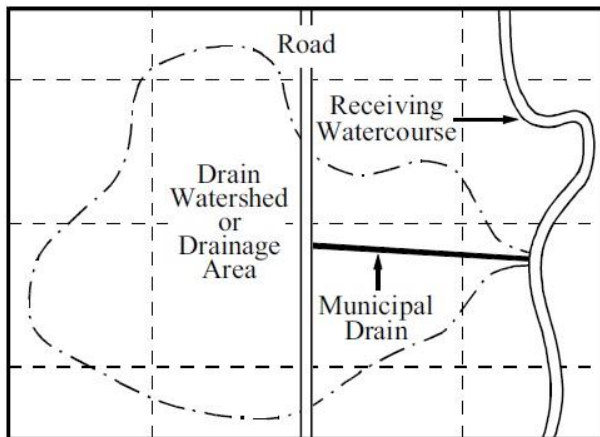 Road
Receiving
Watercourse
Drain
Watershed
or
Drainage
Area
Municipal
Drain